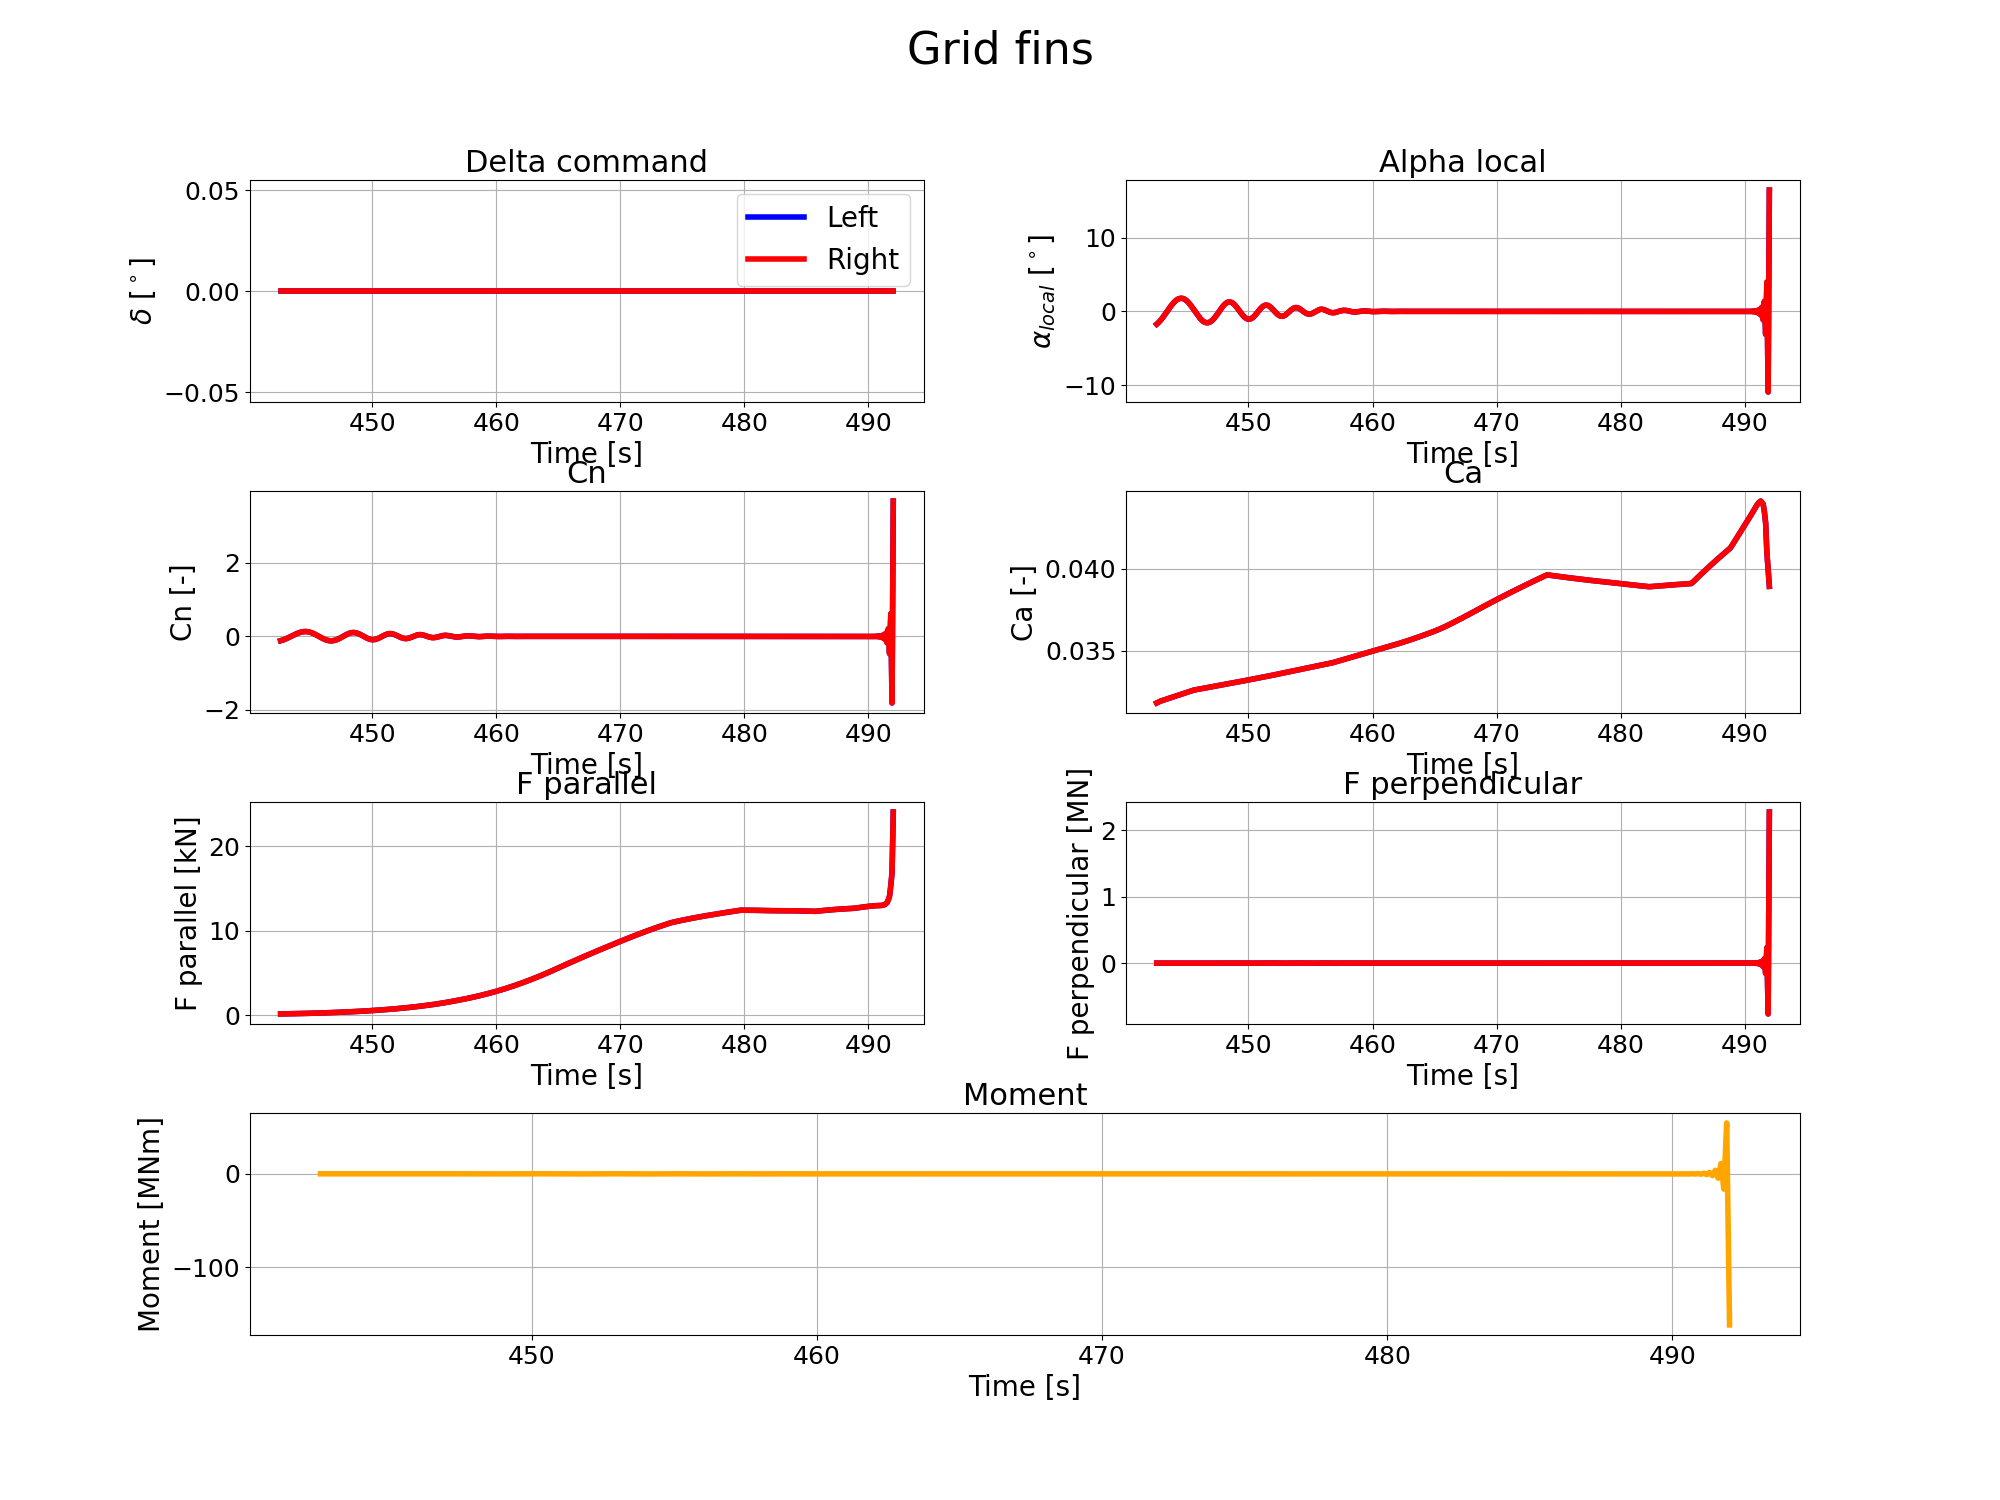 Grid fins
Delta command
δ [°]
0.05
0.00
−0.05
Left
Right
450 460 470 480 490
Time [s]
Alpha local
α_local [°]
10
0
−10
450 460 470 480 490
Time [s]
Cn
Cn [-]
2
0
−2
450 460 470 480 490
Time [s]
Ca
Ca [-]
0.040
0.035
450 460 470 480 490
Time [s]
F parallel
F parallel [kN]
20
10
0
450 460 470 480 490
Time [s]
F perpendicular
F perpendicular [MN]
2
1
0
450 460 470 480 490
Time [s]
Moment
Moment [MNm]
0
−100
450 460 470 480 490
Time [s]